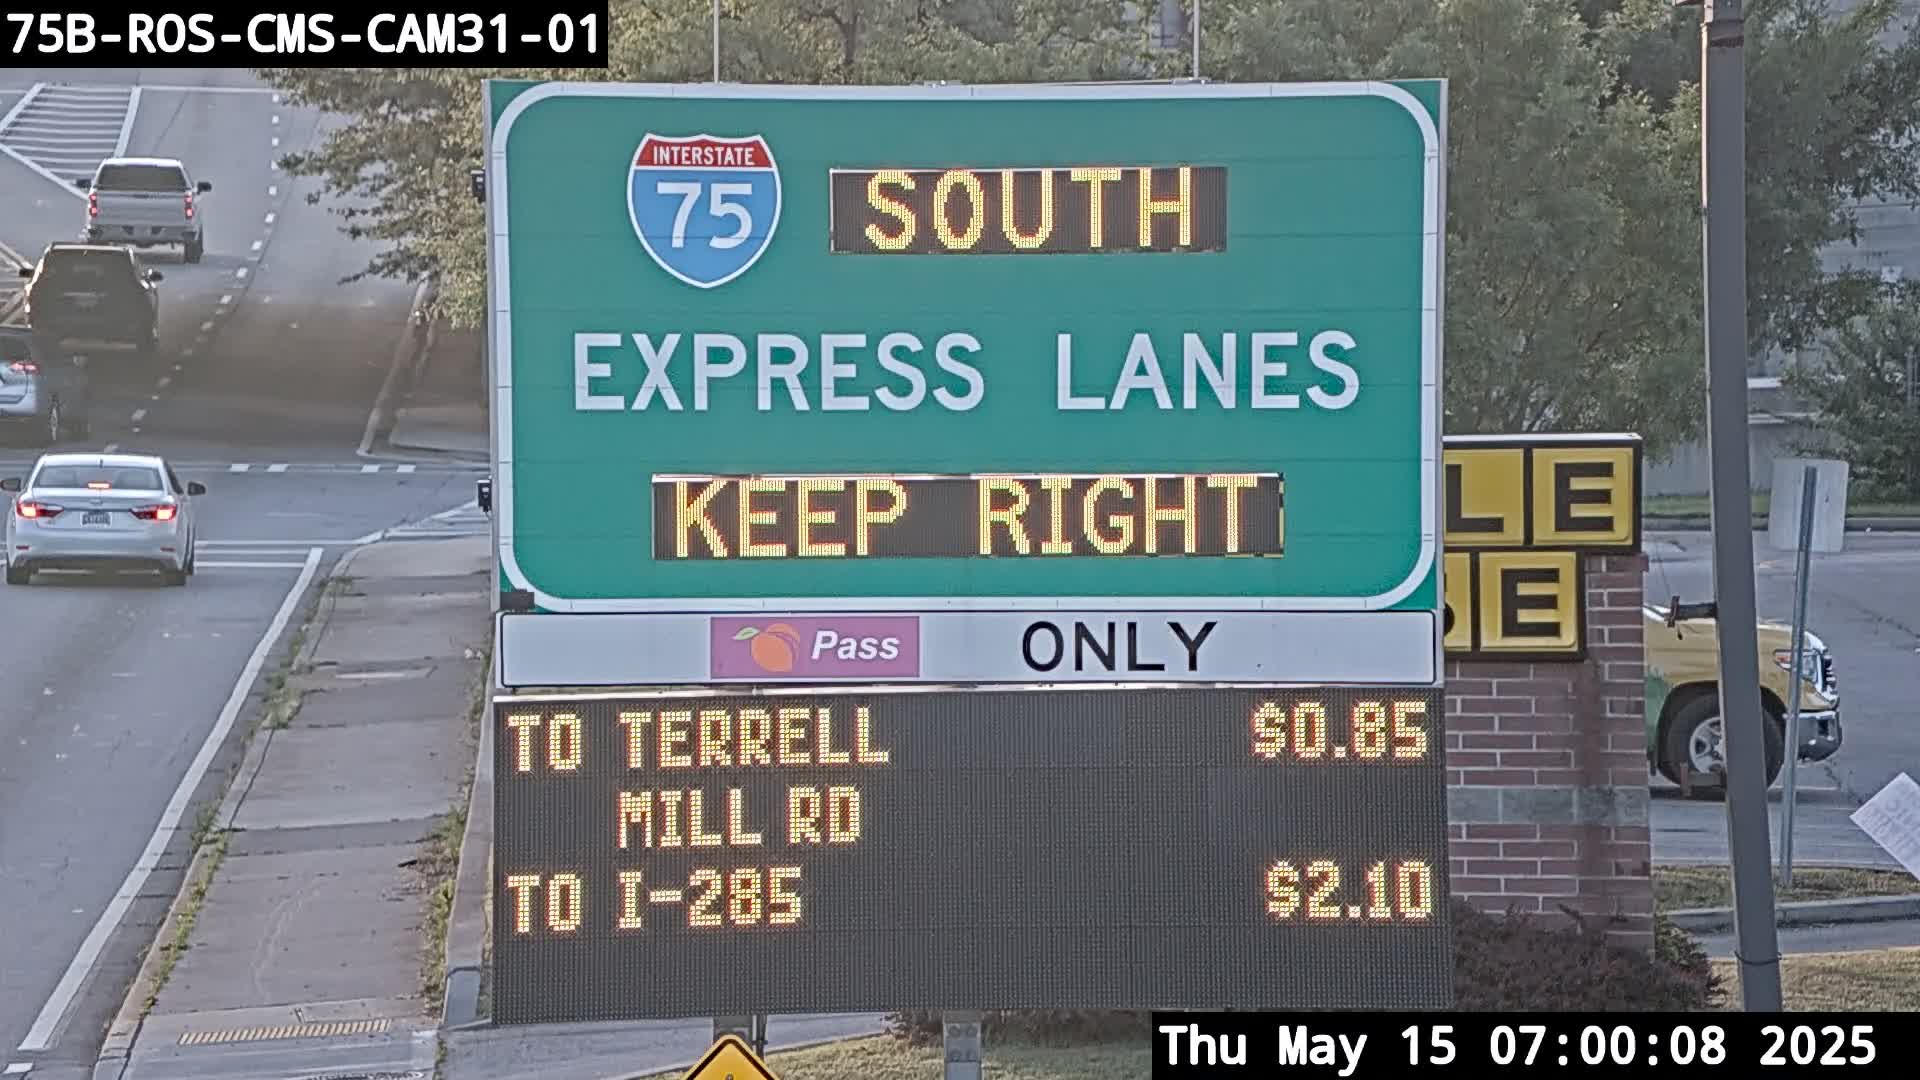 75B-ROS-CMS-CAM31-01
INTERSTATE
75
SOUTH
EXPRESS LANES
KEEP RIGHT
Pass ONLY
TO TERRELL $0.85
MILL RD
TO I-285 $2.10
LE
E
Thu May 15 07:00:08 2025